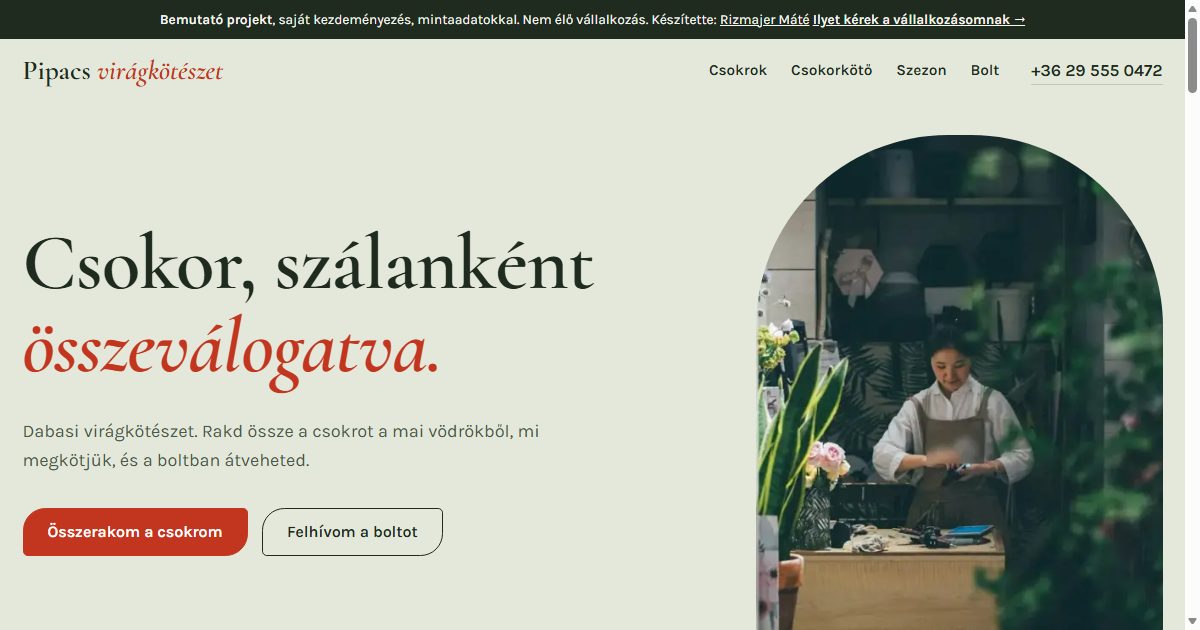 Bemutató projekt, saját kezdeményezés, mintaadatokkal. Nem élő vállalkozás. Készítette: Rizmajer Máté Ilyet kérek a vállalkozásomnak →
Pipacs virágkötészet
Csokrok Csokorkötő Szezon Bolt +36 29 555 0472
Csokor, szálanként
összeválogatva.
Dabasi virágkötészet. Rakd össze a csokrot a mai vödrökből, mi
megkötjük, és a boltban átveheted.
Összerakom a csokrom Felhívom a boltot